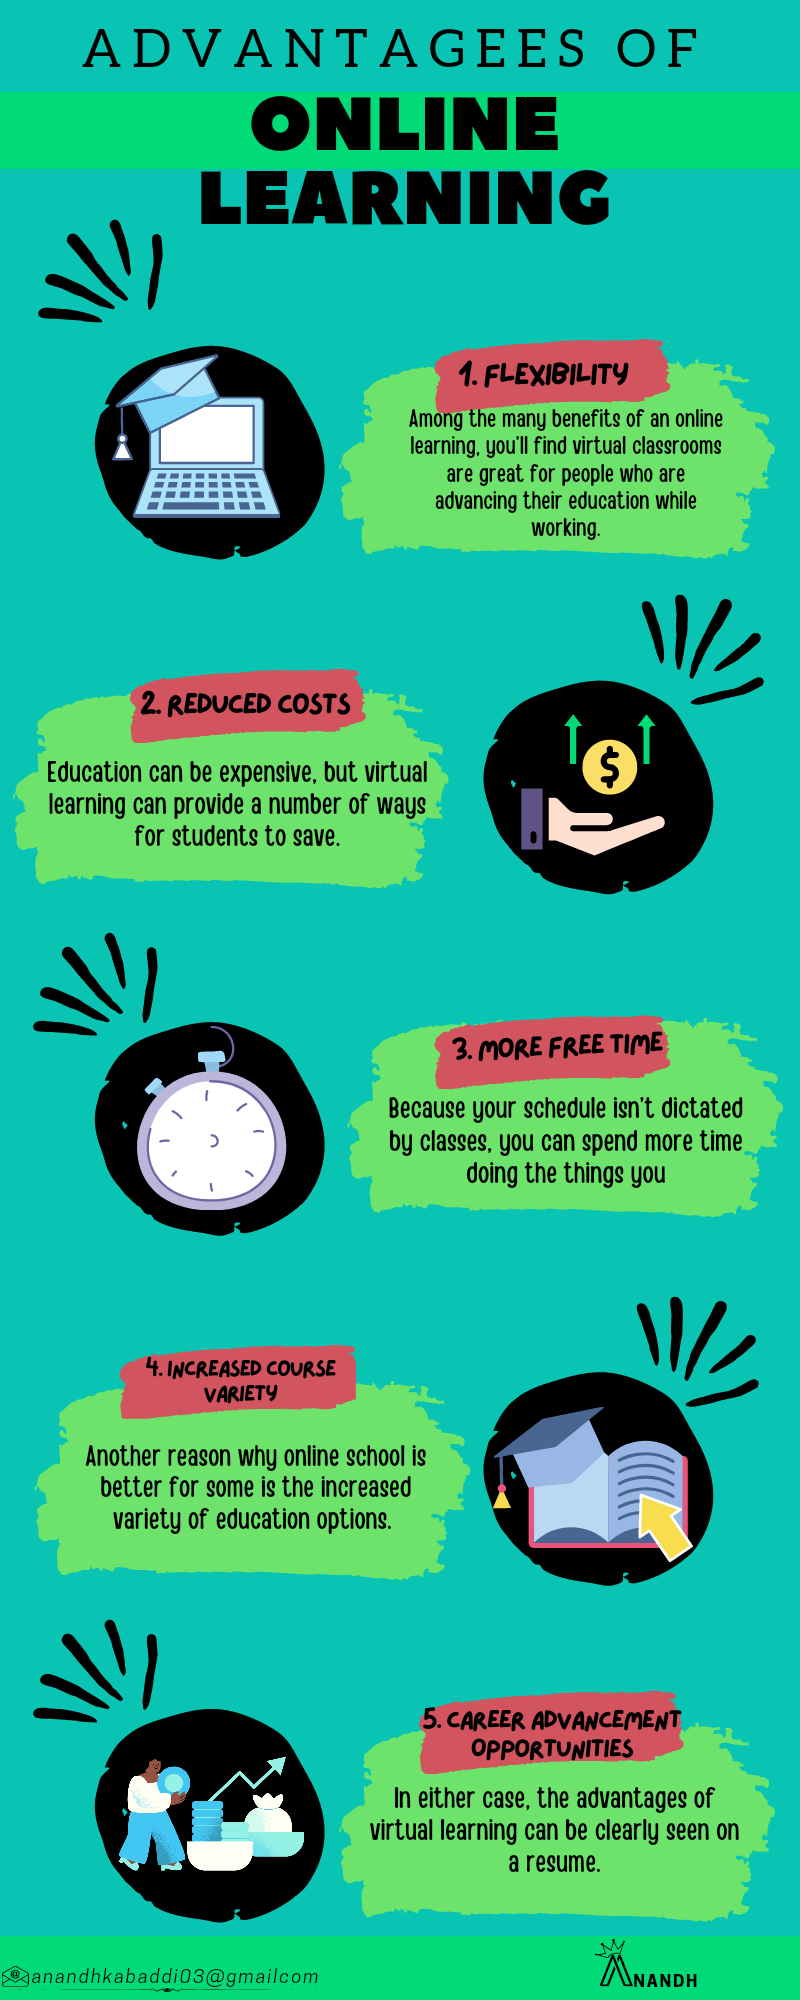 ADVANTAGEES OF
ONLINE
LEARNING
1. FLEXIBILITY
Among the many benefits of an online
learning, you'll find virtual classrooms
are great for people who are
advancing their education while
working.
2. REDUCED COSTS
Education can be expensive, but virtual
learning can provide a number of ways
for students to save.
$
3. MORE FREE TIME
Because your schedule isn't dictated
by classes, you can spend more time
doing the things you
4. INCREASED COURSE
VARIETY
Another reason why online school is
better for some is the increased
variety of education options.
5. CAREER ADVANCEMENT
OPPORTUNITIES
In either case, the advantages of
virtual learning can be clearly seen on
a resume.
@
anandhkabaddi03@gmailcom
ANANDH